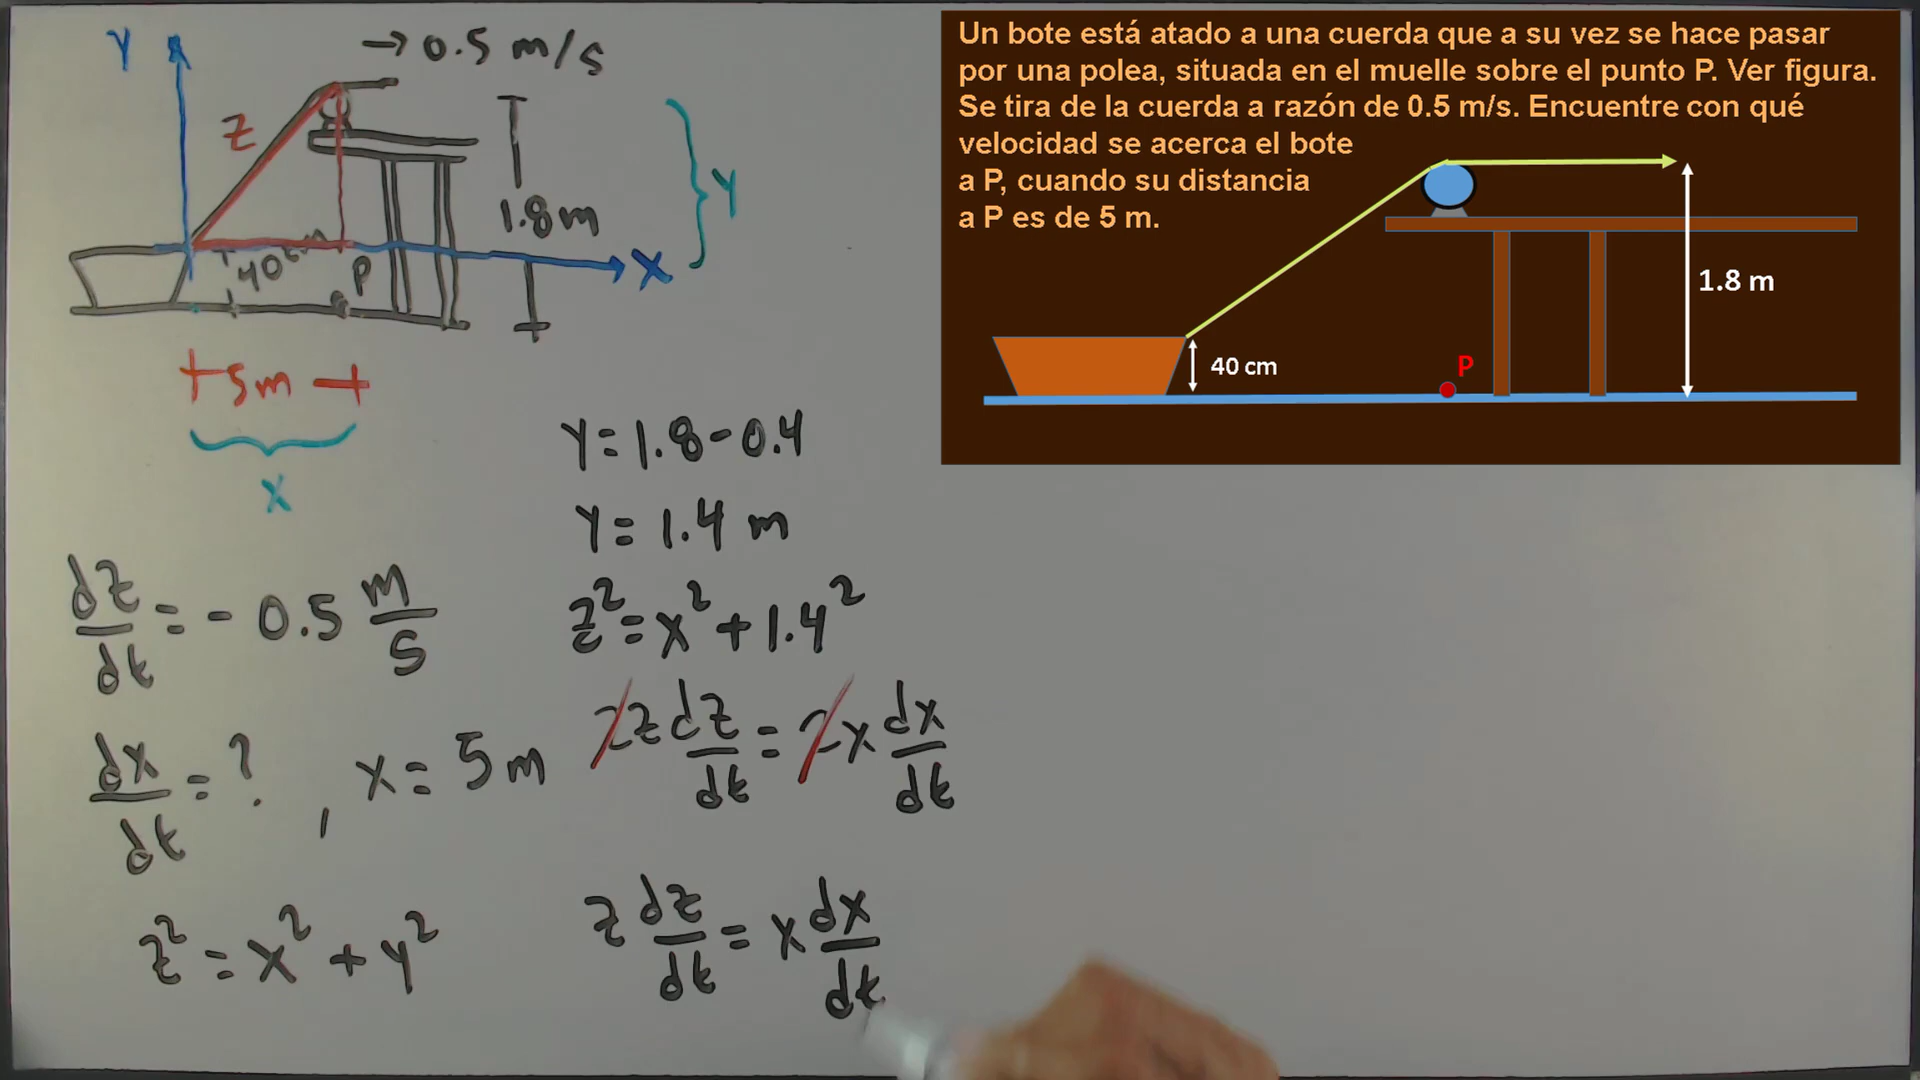 Y
→ 0.5 m/s
z
1.8m
Y
40cm
P
X
5m
x
dz/dt = - 0.5 m/s
dx/dt = ? , x = 5m
z² = x² + y²
Y = 1.8 - 0.4
Y = 1.4 m
z² = x² + 1.4²
2z dz/dt = 2x dx/dt
z dz/dt = x dx/dt
Un bote está atado a una cuerda que a su vez se hace pasar
por una polea, situada en el muelle sobre el punto P. Ver figura.
Se tira de la cuerda a razón de 0.5 m/s. Encuentre con qué
velocidad se acerca el bote
a P, cuando su distancia
a P es de 5 m.
1.8 m
40 cm
P